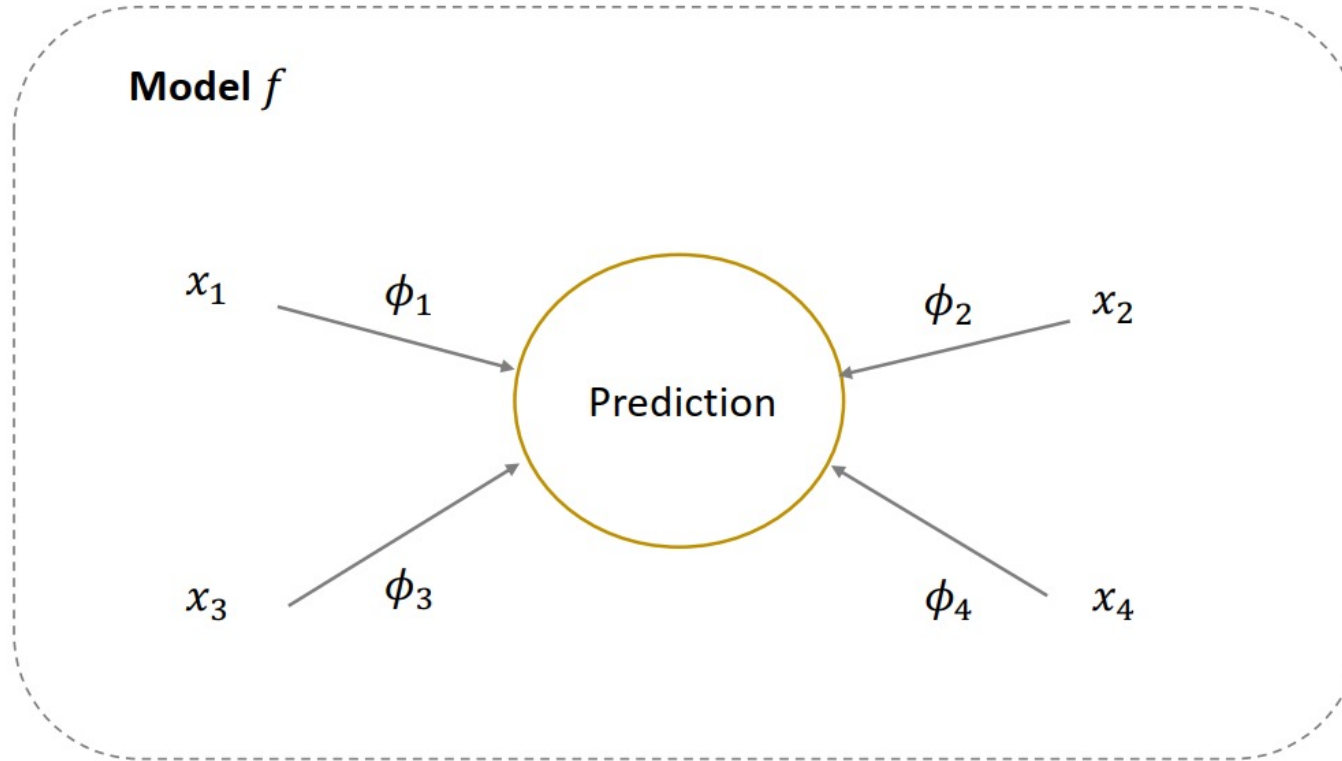 Model f
x₁ ϕ₁ ϕ₂ x₂
Prediction
x₃ ϕ₃ ϕ₄ x₄